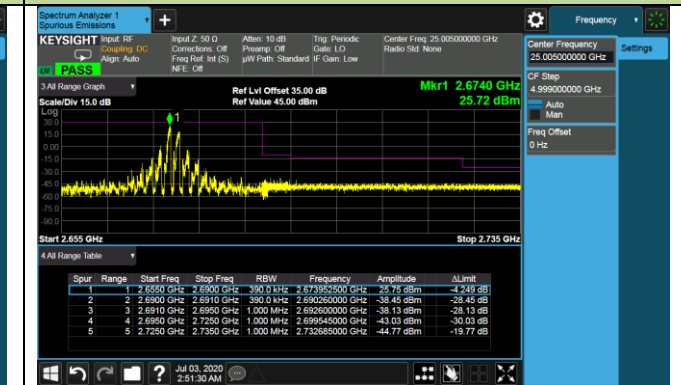 Spectrum Analyzer 1
Spurious Emissions
Frequency
KEYSIGHT Input: RF
Coupling: DC
Align: Auto
Input Z: 50 Ω
Corrections: Off
Freq Ref: Int (S)
NFE: Off
Atten: 10 dB
Preamp: Off
µW Path: Standard
Trig: Periodic
Gate: LO
IF Gain: Low
Center Freq: 25.005000000 GHz
Radio Std: None
PASS
Center Frequency
25.005000000 GHz
Settings
CF Step
4.999000000 GHz
Auto
Man
Freq Offset
0 Hz
3 All Range Graph
Scale/Div 15.0 dB
Ref Lvl Offset 35.00 dB
Ref Value 45.00 dBm
Mkr1 2.6740 GHz
25.72 dBm
Log
30.0
15.0
0.00
-15.0
-30.0
-45.0
-60.0
-75.0
-90.0
1
Start 2.655 GHz
Stop 2.735 GHz
4 All Range Table
Spur Range Start Freq Stop Freq RBW Frequency Amplitude ΔLimit
1 1 2.6550 GHz 2.6900 GHz 390.0 kHz 2.673952500 GHz 25.75 dBm -4.249 dB
2 2 2.6900 GHz 2.6910 GHz 390.0 kHz 2.690260000 GHz -38.45 dBm -28.45 dB
3 3 2.6910 GHz 2.6950 GHz 1.000 MHz 2.692600000 GHz -38.13 dBm -28.13 dB
4 4 2.6950 GHz 2.7250 GHz 1.000 MHz 2.699545000 GHz -43.03 dBm -30.03 dB
5 5 2.7250 GHz 2.7350 GHz 1.000 MHz 2.732685000 GHz -44.77 dBm -19.77 dB
Jul 03, 2020
2:51:30 AM